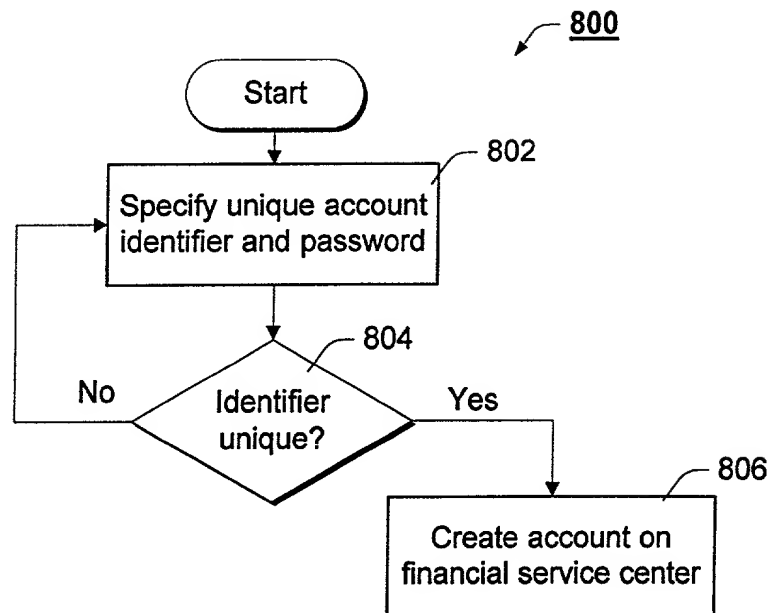 800
Start
802
Specify unique account
identifier and password
804
No
Identifier
unique?
Yes
806
Create account on
financial service center